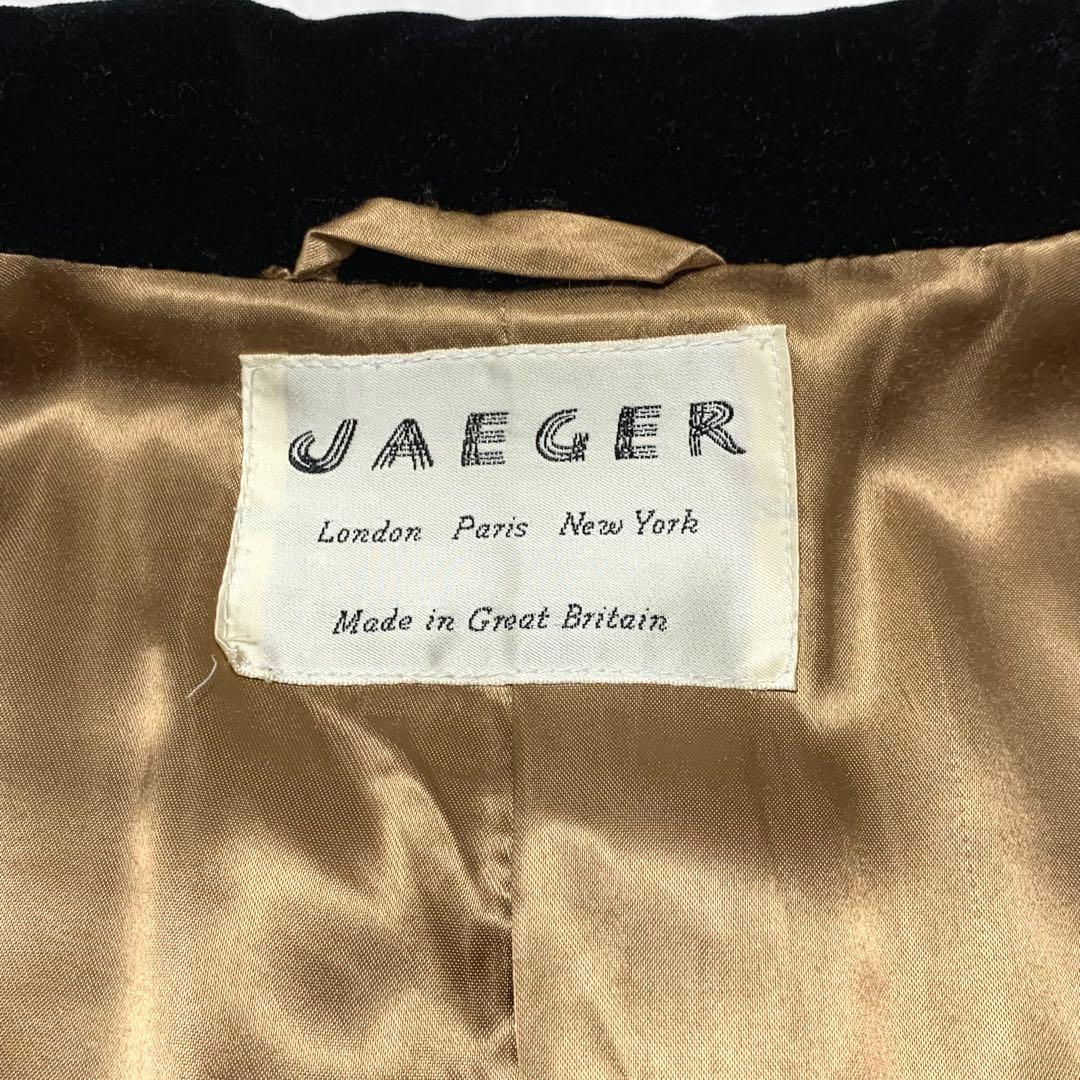 JAEGER
London Paris New York
Made in Great Britain